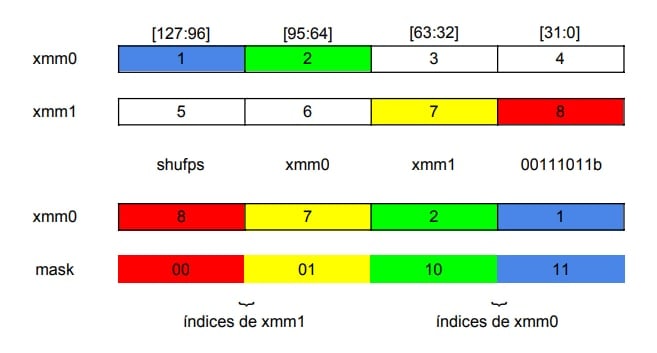 [127:96] [95:64] [63:32] [31:0]
xmm0 1 2 3 4
xmm1 5 6 7 8
shufps xmm0 xmm1 00111011b
xmm0 8 7 2 1
mask 00 01 10 11
índices de xmm1 índices de xmm0